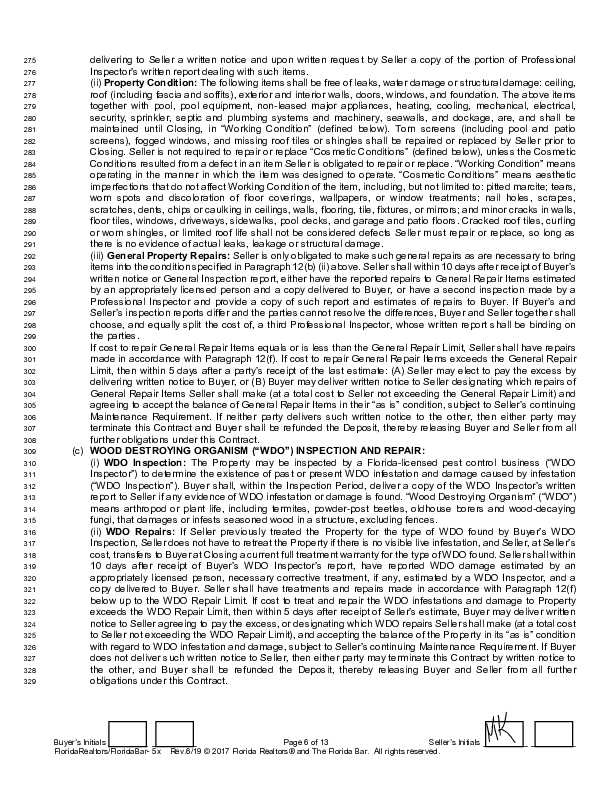 275 delivering to Seller a written notice and upon written request by Seller a copy of the portion of Professional
276 Inspector's written report dealing with such items.
277 (ii) Property Condition: The following items shall be free of leaks, water damage or structural damage: ceiling,
278 roof (including fascia and soffits), exterior and interior walls, doors, windows, and foundation. The above items
279 together with pool, pool equipment, non-leased major appliances, heating, cooling, mechanical, electrical,
280 security, sprinkler, septic and plumbing systems and machinery, seawalls, and dockage, are, and shall be
281 maintained until Closing, in "Working Condition" (defined below). Torn screens (including pool and patio
282 screens), fogged windows, and missing roof tiles or shingles shall be repaired or replaced by Seller prior to
283 Closing. Seller is not required to repair or replace "Cosmetic Conditions" (defined below), unless the Cosmetic
284 Conditions resulted from a defect in an item Seller is obligated to repair or replace. "Working Condition" means
285 operating in the manner in which the item was designed to operate. "Cosmetic Conditions" means aesthetic
286 imperfections that do not affect Working Condition of the item, including, but not limited to: pitted marcite; tears,
287 worn spots and discoloration of floor coverings, wallpapers, or window treatments; nail holes, scrapes,
288 scratches, dents, chips or caulking in ceilings, walls, flooring, tile, fixtures, or mirrors; and minor cracks in walls,
289 floor tiles, windows, driveways, sidewalks, pool decks, and garage and patio floors. Cracked roof tiles, curling
290 or worn shingles, or limited roof life shall not be considered defects Seller must repair or replace, so long as
291 there is no evidence of actual leaks, leakage or structural damage.
292 (iii) General Property Repairs: Seller is only obligated to make such general repairs as are necessary to bring
293 items into the condition specified in Paragraph 12(b) (ii) above. Seller shall within 10 days after receipt of Buyer's
294 written notice or General Inspection report, either have the reported repairs to General Repair Items estimated
295 by an appropriately licensed person and a copy delivered to Buyer, or have a second inspection made by a
296 Professional Inspector and provide a copy of such report and estimates of repairs to Buyer. If Buyer's and
297 Seller's inspection reports differ and the parties cannot resolve the differences, Buyer and Seller together shall
298 choose, and equally split the cost of, a third Professional Inspector, whose written report shall be binding on
299 the parties.
300 If cost to repair General Repair Items equals or is less than the General Repair Limit, Seller shall have repairs
301 made in accordance with Paragraph 12(f). If cost to repair General Repair Items exceeds the General Repair
302 Limit, then within 5 days after a party's receipt of the last estimate: (A) Seller may elect to pay the excess by
303 delivering written notice to Buyer, or (B) Buyer may deliver written notice to Seller designating which repairs of
304 General Repair Items Seller shall make (at a total cost to Seller not exceeding the General Repair Limit) and
305 agreeing to accept the balance of General Repair Items in their "as is" condition, subject to Seller's continuing
306 Maintenance Requirement. If neither party delivers such written notice to the other, then either party may
307 terminate this Contract and Buyer shall be refunded the Deposit, thereby releasing Buyer and Seller from all
308 further obligations under this Contract.
309 (c) WOOD DESTROYING ORGANISM ("WDO") INSPECTION AND REPAIR:
310 (i) WDO Inspection: The Property may be inspected by a Florida-licensed pest control business ("WDO
311 Inspector") to determine the existence of past or present WDO infestation and damage caused by infestation
312 ("WDO Inspection"). Buyer shall, within the Inspection Period, deliver a copy of the WDO Inspector's written
313 report to Seller if any evidence of WDO infestation or damage is found. "Wood Destroying Organism" ("WDO")
314 means arthropod or plant life, including termites, powder-post beetles, oldhouse borers and wood-decaying
315 fungi, that damages or infests seasoned wood in a structure, excluding fences.
316 (ii) WDO Repairs: If Seller previously treated the Property for the type of WDO found by Buyer's WDO
317 Inspection, Seller does not have to retreat the Property if there is no visible live infestation, and Seller, at Seller's
318 cost, transfers to Buyer at Closing a current full treatment warranty for the type of WDO found. Seller shall within
319 10 days after receipt of Buyer's WDO Inspector's report, have reported WDO damage estimated by an
320 appropriately licensed person, necessary corrective treatment, if any, estimated by a WDO Inspector, and a
321 copy delivered to Buyer. Seller shall have treatments and repairs made in accordance with Paragraph 12(f)
322 below up to the WDO Repair Limit. If cost to treat and repair the WDO infestations and damage to Property
323 exceeds the WDO Repair Limit, then within 5 days after receipt of Seller's estimate, Buyer may deliver written
324 notice to Seller agreeing to pay the excess, or designating which WDO repairs Seller shall make (at a total cost
325 to Seller not exceeding the WDO Repair Limit), and accepting the balance of the Property in its "as is" condition
326 with regard to WDO infestation and damage, subject to Seller's continuing Maintenance Requirement. If Buyer
327 does not deliver such written notice to Seller, then either party may terminate this Contract by written notice to
328 the other, and Buyer shall be refunded the Deposit, thereby releasing Buyer and Seller from all further
329 obligations under this Contract.
Buyer's Initials Page 6 of 13 Seller's Initials MK
FloridaRealtors/FloridaBar-5x Rev.6/19 © 2017 Florida Realtors® and The Florida Bar. All rights reserved.